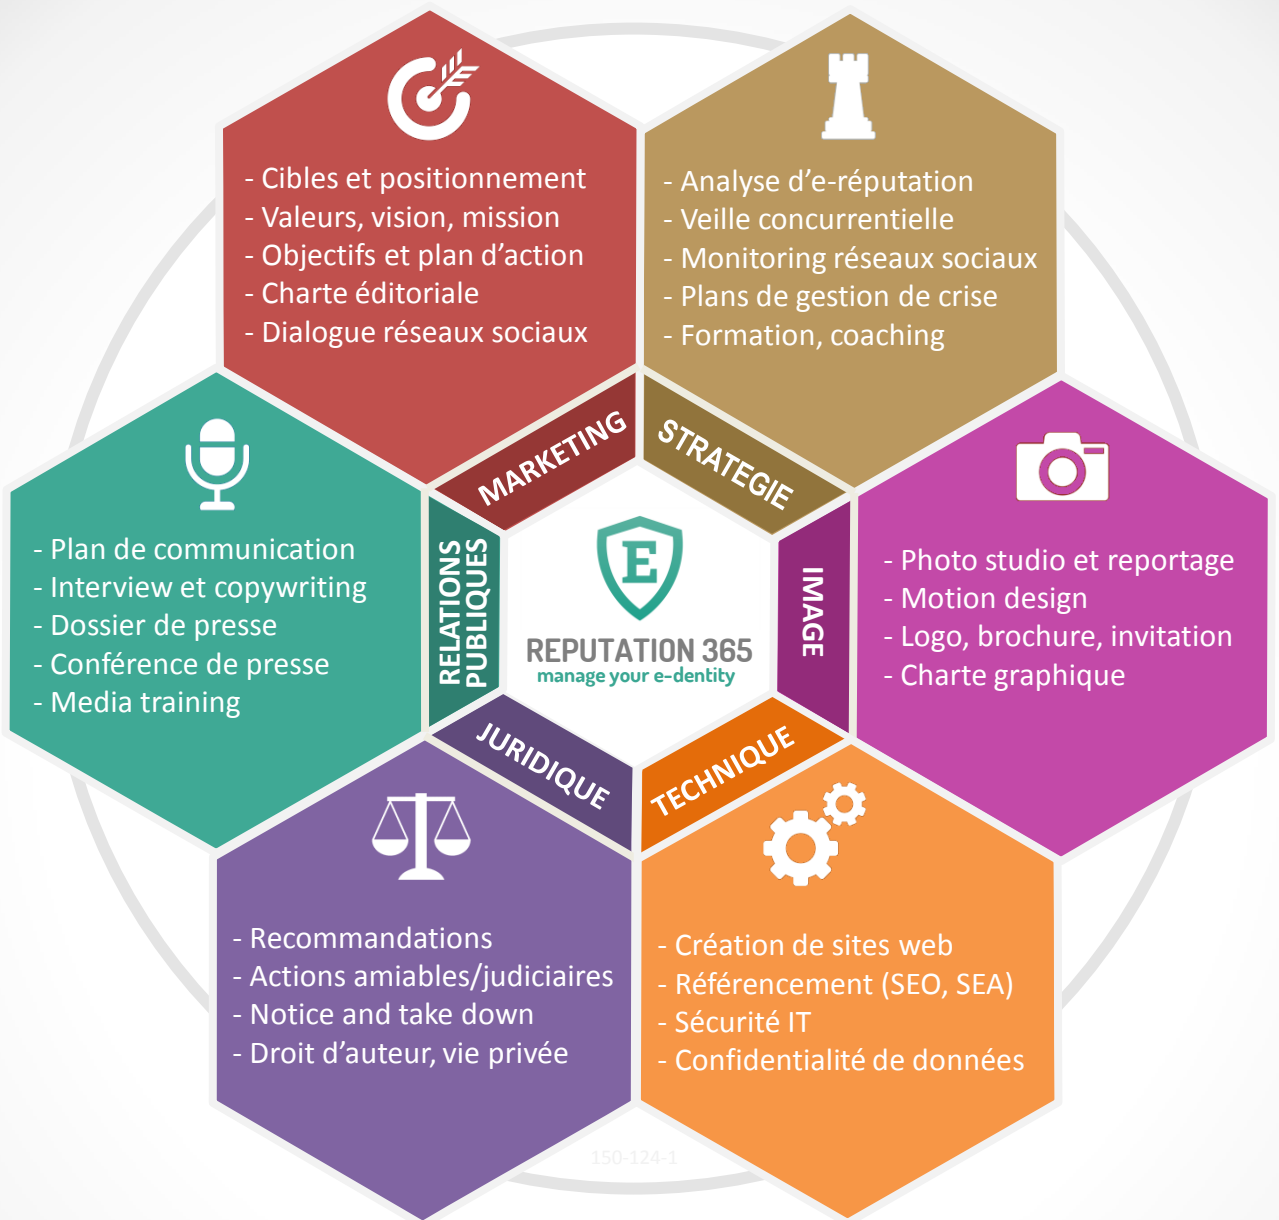 - Cibles et positionnement
- Valeurs, vision, mission
- Objectifs et plan d’action
- Charte éditoriale
- Dialogue réseaux sociaux
MARKETING
- Analyse d’e-réputation
- Veille concurrentielle
- Monitoring réseaux sociaux
- Plans de gestion de crise
- Formation, coaching
STRATEGIE
- Plan de communication
- Interview et copywriting
- Dossier de presse
- Conférence de presse
- Media training
RELATIONS
PUBLIQUES
E
REPUTATION 365
manage your e-dentity
IMAGE
- Photo studio et reportage
- Motion design
- Logo, brochure, invitation
- Charte graphique
JURIDIQUE
- Recommandations
- Actions amiables/judiciaires
- Notice and take down
- Droit d’auteur, vie privée
TECHNIQUE
- Création de sites web
- Référencement (SEO, SEA)
- Sécurité IT
- Confidentialité de données
150-124-1